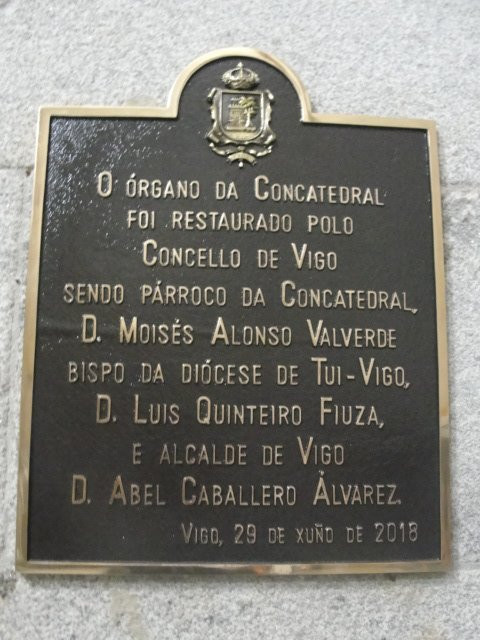 O ÓRGANO DA CONCATEDRAL
FOI RESTAURADO POLO
CONCELLO DE VIGO
SENDO PÁRROCO DA CONCATEDRAL,
D. MOISÉS ALONSO VALVERDE
BISPO DA DIÓCESE DE TUI-VIGO,
D. LUIS QUINTEIRO FIUZA,
E ALCALDE DE VIGO
D. ABEL CABALLERO ÁLVAREZ.
VIGO, 29 DE XUÑO DE 2018